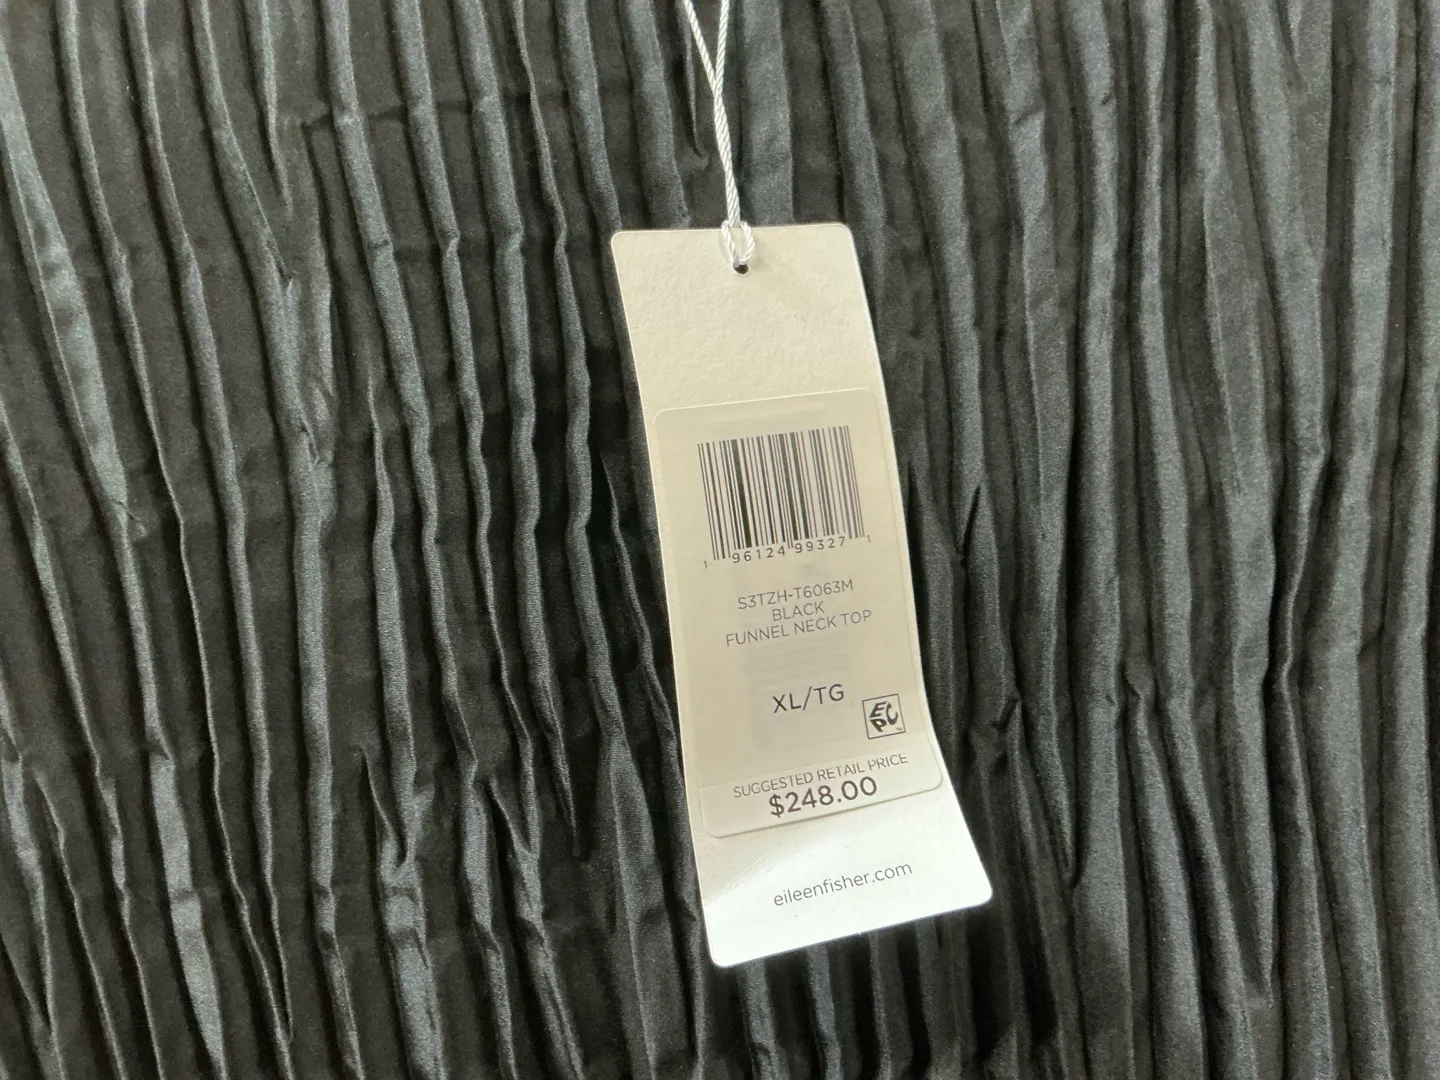 1 96124 99327 1
S3TZH-T6063M
BLACK
FUNNEL NECK TOP
XL/TG
EPC
SUGGESTED RETAIL PRICE
$248.00
eileenfisher.com